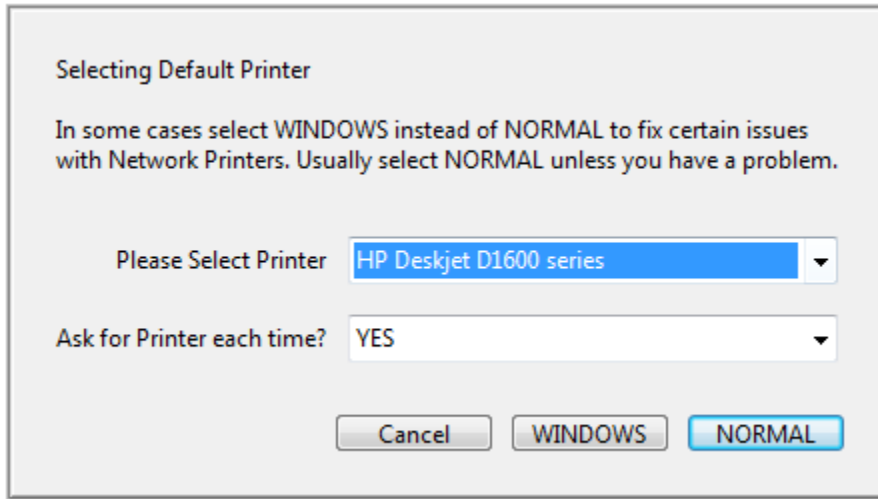 Selecting Default Printer
In some cases select WINDOWS instead of NORMAL to fix certain issues
with Network Printers. Usually select NORMAL unless you have a problem.
Please Select Printer HP Deskjet D1600 series
Ask for Printer each time? YES
Cancel WINDOWS NORMAL